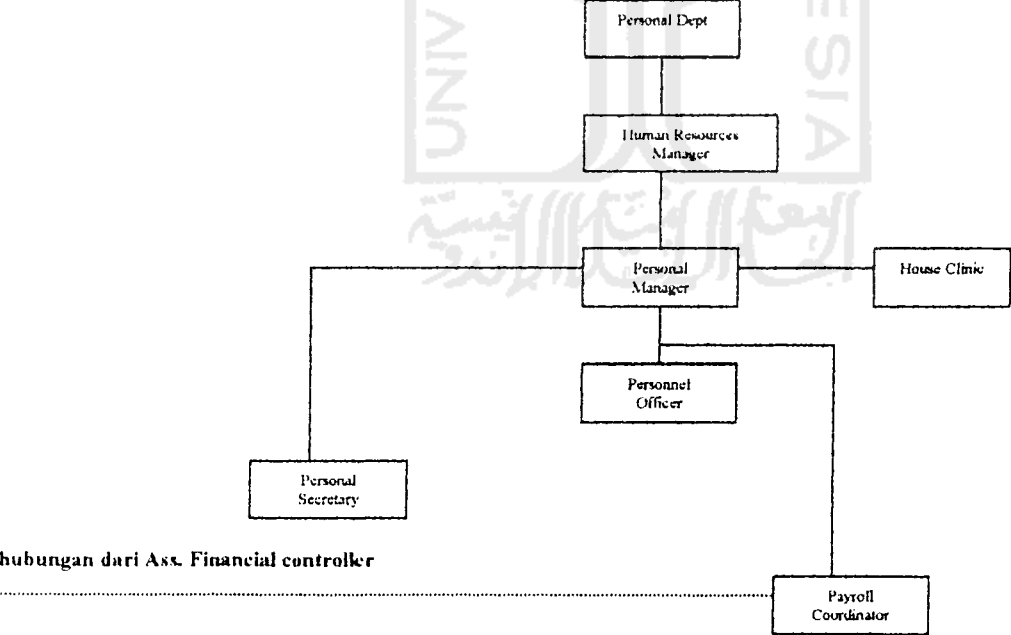 Personal Dept
Human Resources
Manager
Personal
Manager
House Clinic
Personnel
Officer
Personal
Secretary
hubungan dari Ass. Financial controller
Payroll
Coordinator